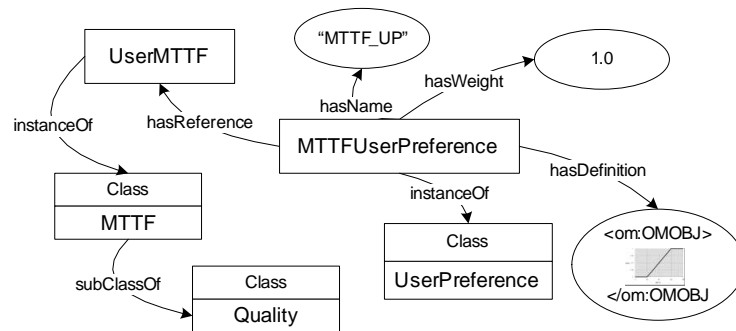 “MTTF_UP”
1.0
UserMTTF
hasWeight
hasName
instanceOf
hasReference
MTTFUserPreference
hasDefinition
Class
MTTF
instanceOf
Class
UserPreference
<om:OMOBJ>
</om:OMOBJ
subClassOf
Class
Quality